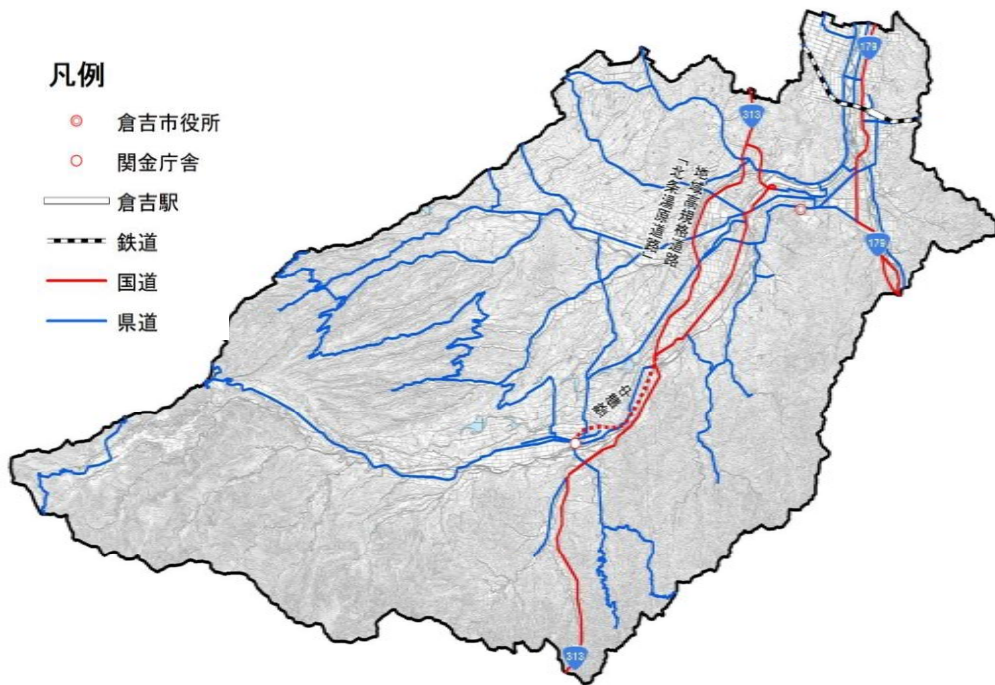 凡例
倉吉市役所
関金庁舎
倉吉駅
鉄道
国道
県道
179
313
地域高規格道路
「北条湯原道路」
179
整備中
313